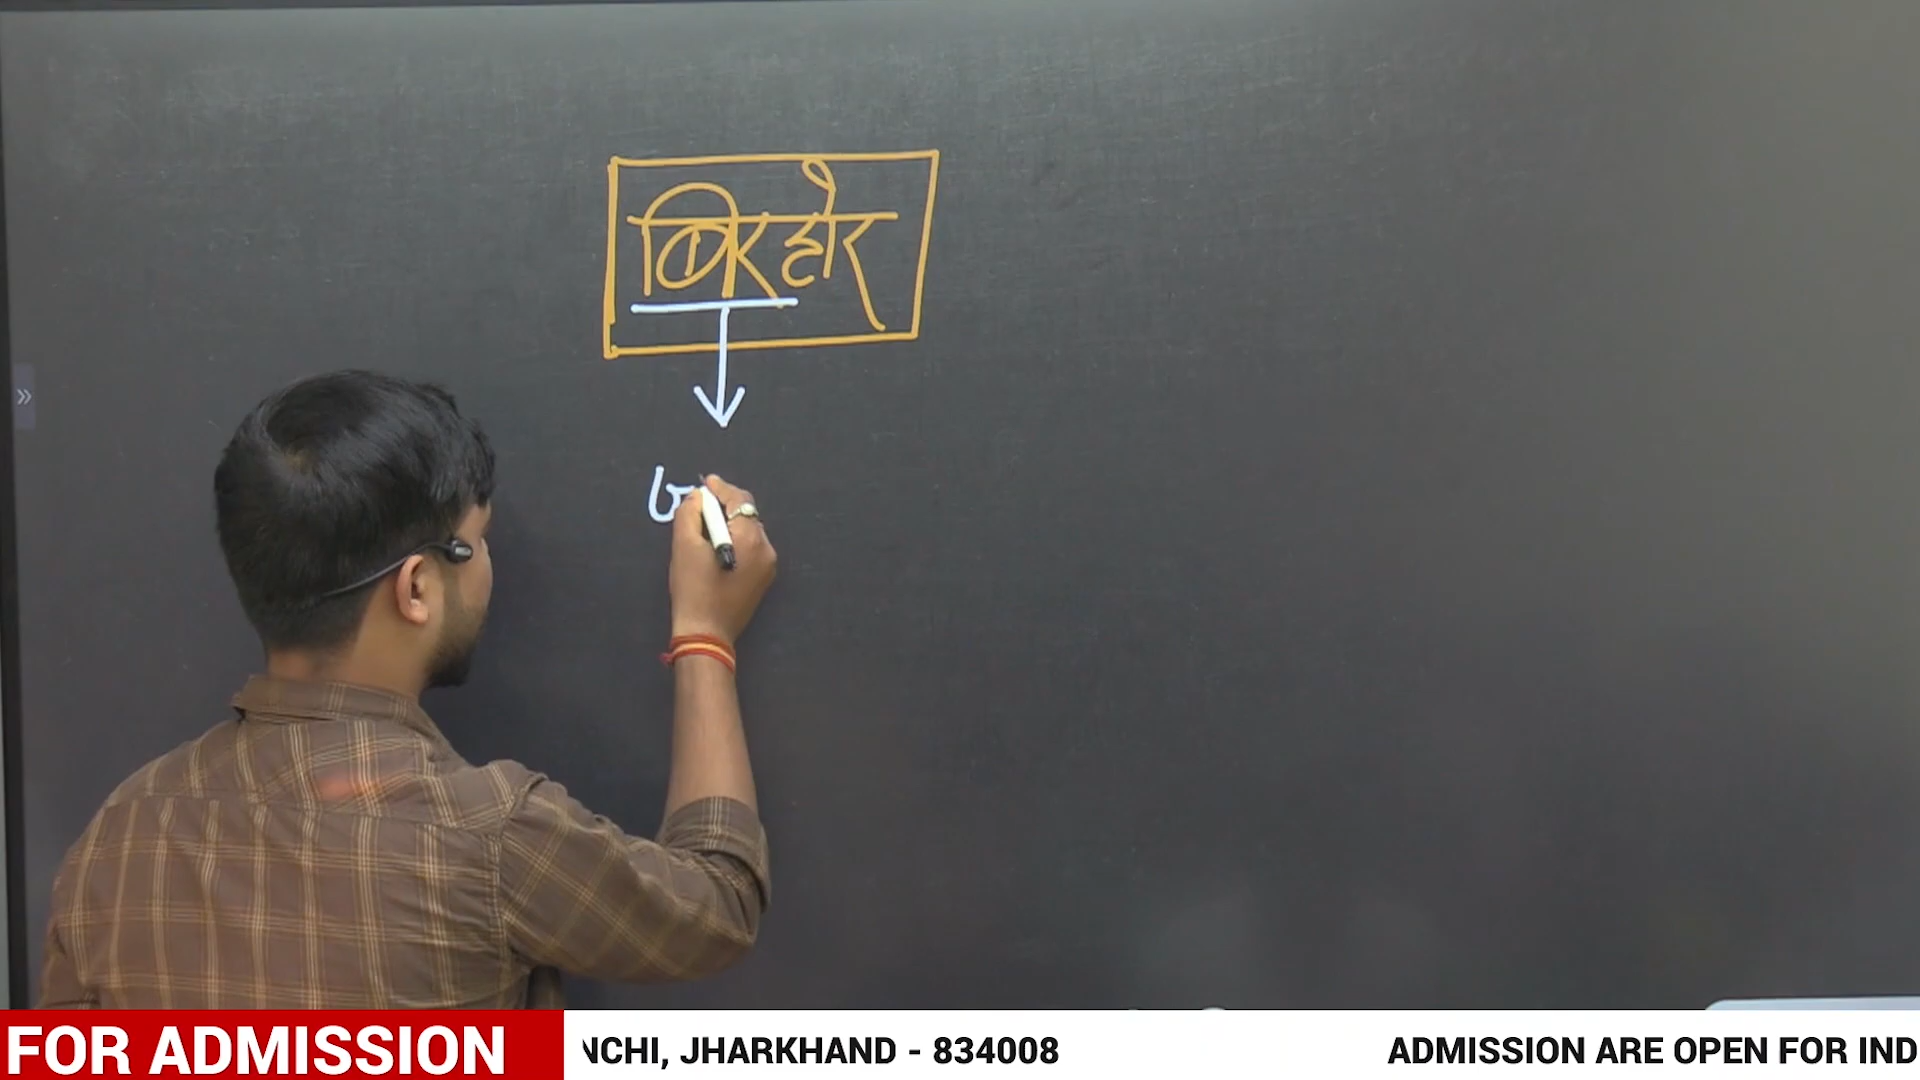 बिरहोर
FOR ADMISSION
NCHI, JHARKHAND - 834008
ADMISSION ARE OPEN FOR IND